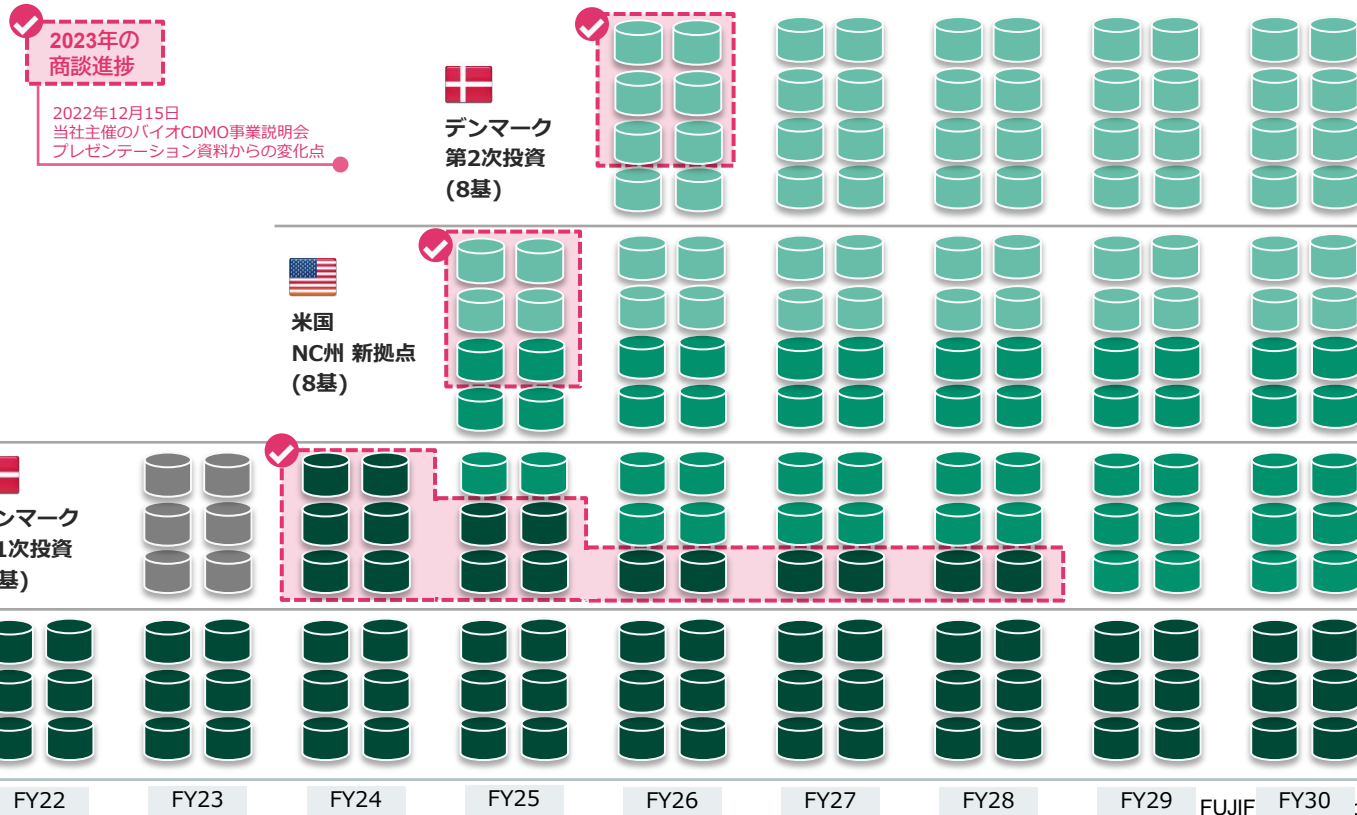 2023年の
商談進捗
2022年12月15日
当社主催のバイオCDMO事業説明会
プレゼンテーション資料からの変化点
デンマーク
第2次投資
(8基)
米国
NC州 新拠点
(8基)
ンマーク
1次投資
基)
FY22
FY23
FY24
FY25
FY26
FY27
FY28
FY29
FUJIF
FY30